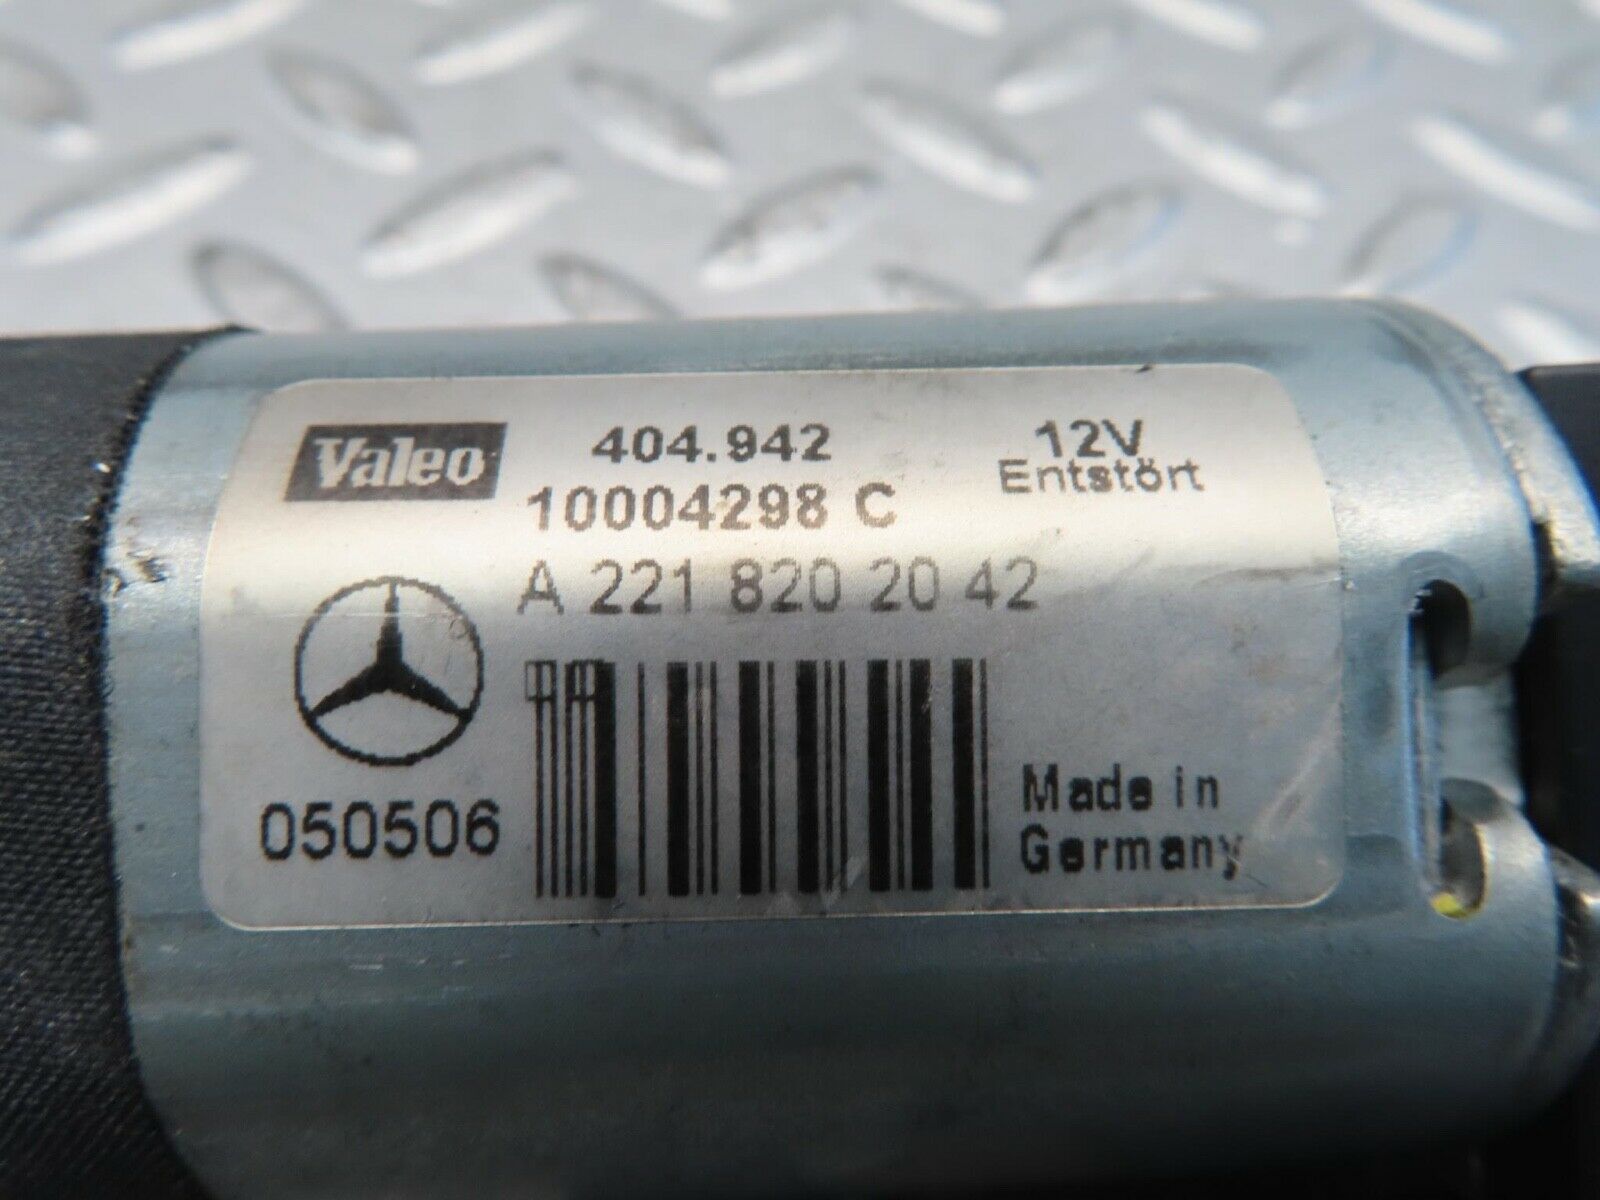 Valeo 404.942 12V
10004298 C Entstört
A 221 820 20 42
050506
Made in
Germany